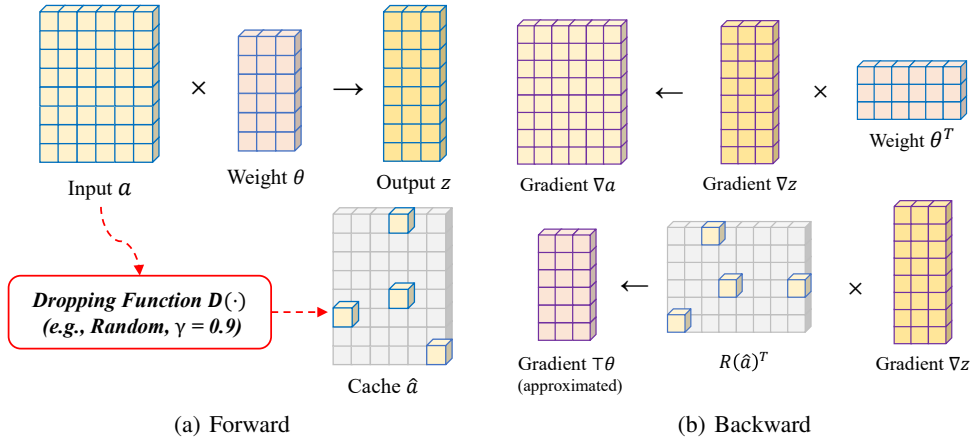 ×
→
Input a
Weight θ
Output z
Dropping Function D(·)
(e.g., Random, γ = 0.9)
Cache â
(a) Forward
←
×
Gradient ∇a
Gradient ∇z
Weight θ^T
←
×
Gradient ⊤θ
(approximated)
R(â)^T
Gradient ∇z
(b) Backward